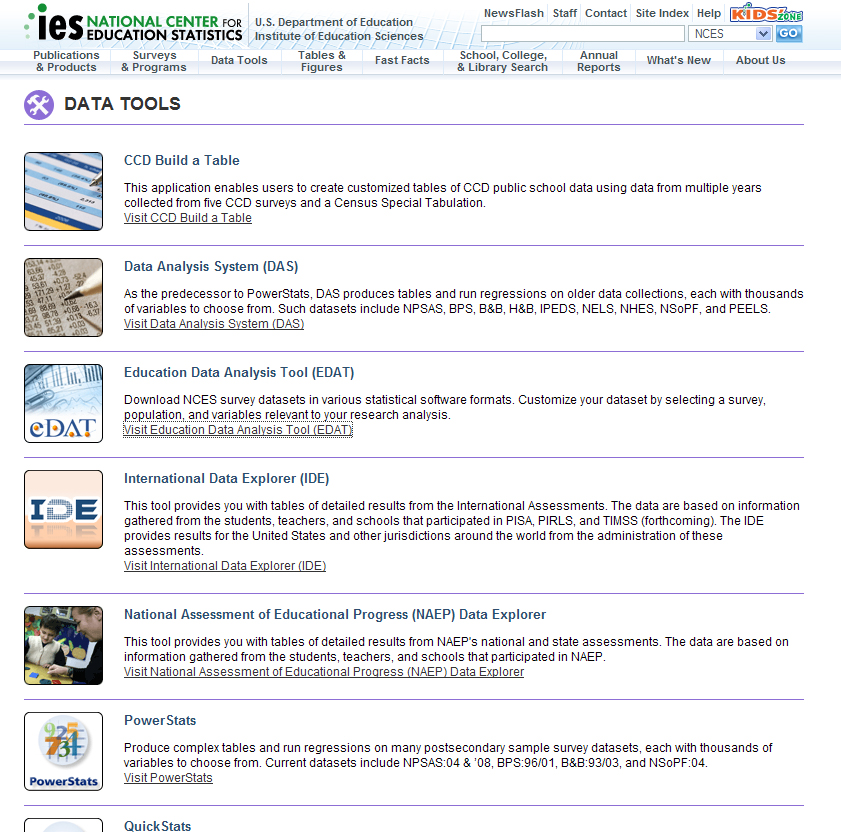 ies NATIONAL CENTER FOR
EDUCATION STATISTICS
U.S. Department of Education
Institute of Education Sciences
NewsFlash Staff Contact Site Index Help KIDS' ZONE
NCES GO
Publications & Products
Surveys & Programs
Data Tools
Tables & Figures
Fast Facts
School, College, & Library Search
Annual Reports
What's New
About Us
DATA TOOLS
CCD Build a Table
This application enables users to create customized tables of CCD public school data using data from multiple years
collected from five CCD surveys and a Census Special Tabulation.
Visit CCD Build a Table
Data Analysis System (DAS)
As the predecessor to PowerStats, DAS produces tables and run regressions on older data collections, each with thousands
of variables to choose from. Such datasets include NPSAS, BPS, B&B, H&B, IPEDS, NELS, NHES, NSoPF, and PEELS.
Visit Data Analysis System (DAS)
Education Data Analysis Tool (EDAT)
Download NCES survey datasets in various statistical software formats. Customize your dataset by selecting a survey,
population, and variables relevant to your research analysis.
Visit Education Data Analysis Tool (EDAT)
eDAT
International Data Explorer (IDE)
This tool provides you with tables of detailed results from the International Assessments. The data are based on information
gathered from the students, teachers, and schools that participated in PISA, PIRLS, and TIMSS (forthcoming). The IDE
provides results for the United States and other jurisdictions around the world from the administration of these
assessments.
Visit International Data Explorer (IDE)
IDE
National Assessment of Educational Progress (NAEP) Data Explorer
This tool provides you with tables of detailed results from NAEP's national and state assessments. The data are based on
information gathered from the students, teachers, and schools that participated in NAEP.
Visit National Assessment of Educational Progress (NAEP) Data Explorer
PowerStats
Produce complex tables and run regressions on many postsecondary sample survey datasets, each with thousands of
variables to choose from. Current datasets include NPSAS:04 & '08, BPS:96/01, B&B:93/03, and NSoPF:04.
Visit PowerStats
PowerStats
QuickStats